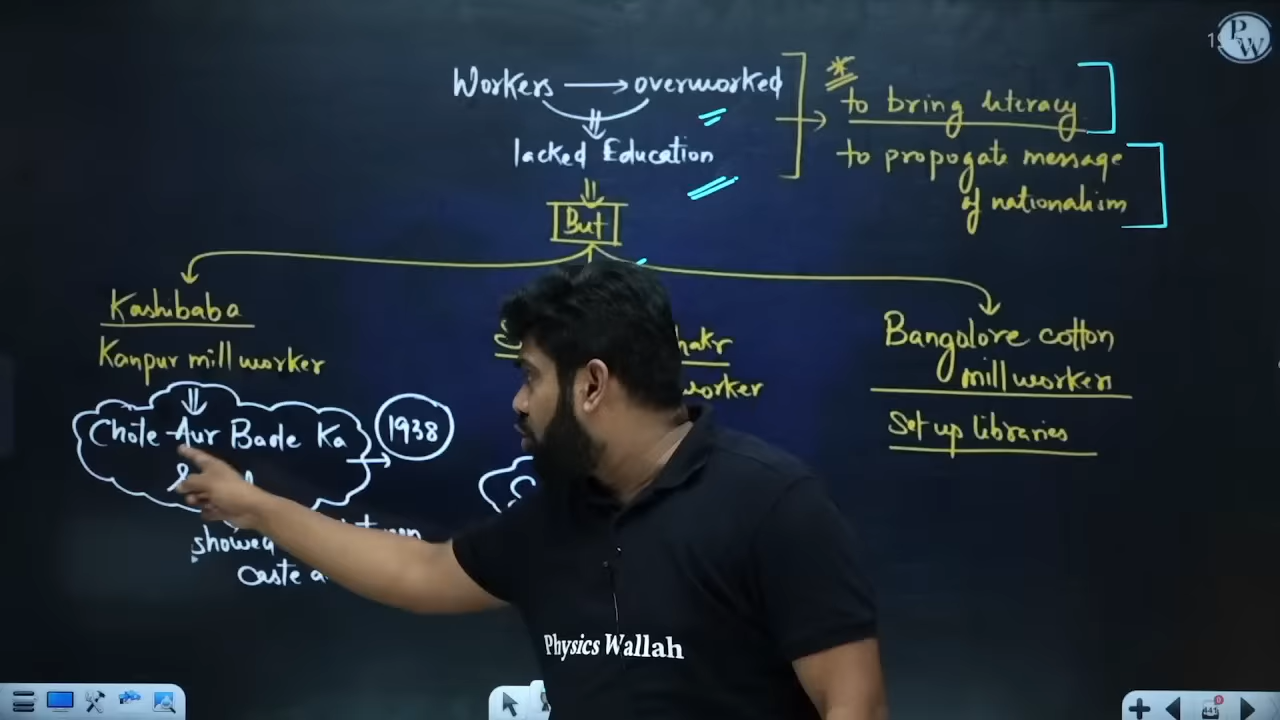 PW
Workers → overworked
*
to bring literacy
lacked Education
to propogate message
of nationalism
But
Kashibaba
Kanpur mill worker
hakr
worker
Bangalore cotton
mill worker
Set up libraries
Chote Aur Bade Ka
1938
showed
caste a
Physics Wallah